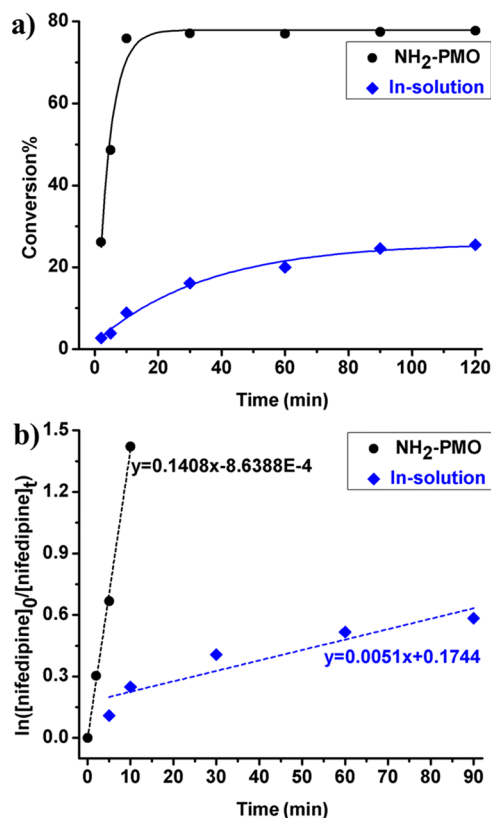 a)
80
60
40
20
0
Conversion%
NH2-PMO
In-solution
0 20 40 60 80 100 120
Time (min)
b)
1.5
1.2
0.9
0.6
0.3
0.0
ln([nifedipine]0/[nifedipine]t)
NH2-PMO
In-solution
y=0.1408x-8.6388E-4
y=0.0051x+0.1744
0 10 20 30 40 50 60 70 80 90
Time (min)